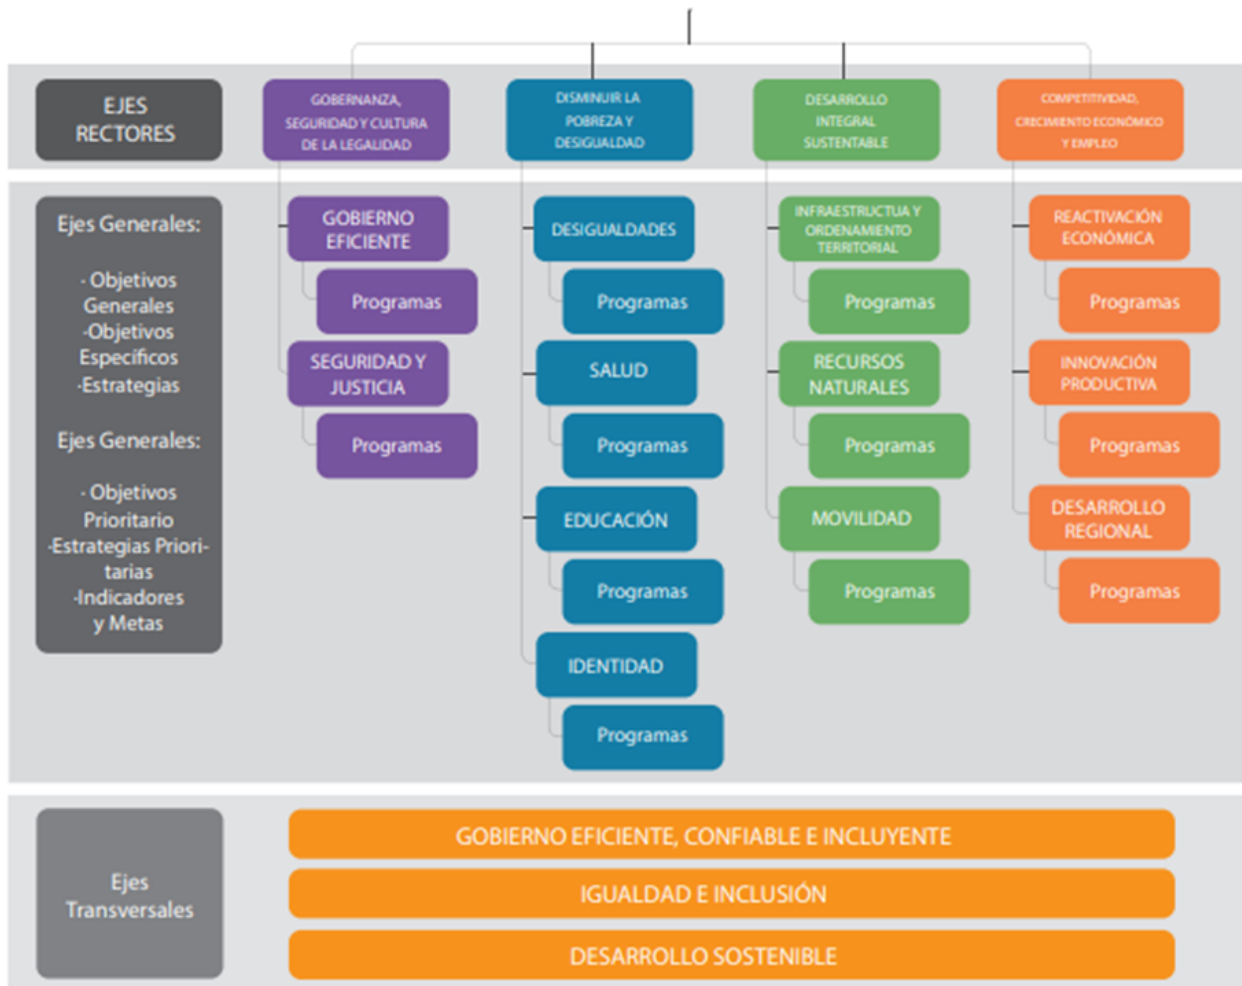 EJES
RECTORES
GOBERNANZA,
SEGURIDAD Y CULTURA
DE LA LEGALIDAD
DISMINUIR LA
POBREZA Y
DESIGUALDAD
DESARROLLO
INTEGRAL
SUSTENTABLE
COMPETITIVIDAD,
CRECIMIENTO ECONÓMICO
Y EMPLEO
Ejes Generales:
· Objetivos
Generales
·Objetivos
Específicos
·Estrategias
Ejes Generales:
· Objetivos
Prioritario
·Estrategias Priori-
tarias
·Indicadores
y Metas
GOBIERNO
EFICIENTE
Programas
SEGURIDAD Y
JUSTICIA
Programas
DESIGUALDADES
Programas
SALUD
Programas
EDUCACIÓN
Programas
IDENTIDAD
Programas
INFRAESTRUCTUA Y
ORDENAMIENTO
TERRITORIAL
Programas
RECURSOS
NATURALES
Programas
MOVILIDAD
Programas
REACTIVACIÓN
ECONÓMICA
Programas
INNOVACIÓN
PRODUCTIVA
Programas
DESARROLLO
REGIONAL
Programas
Ejes
Transversales
GOBIERNO EFICIENTE, CONFIABLE E INCLUYENTE
IGUALDAD E INCLUSIÓN
DESARROLLO SOSTENIBLE